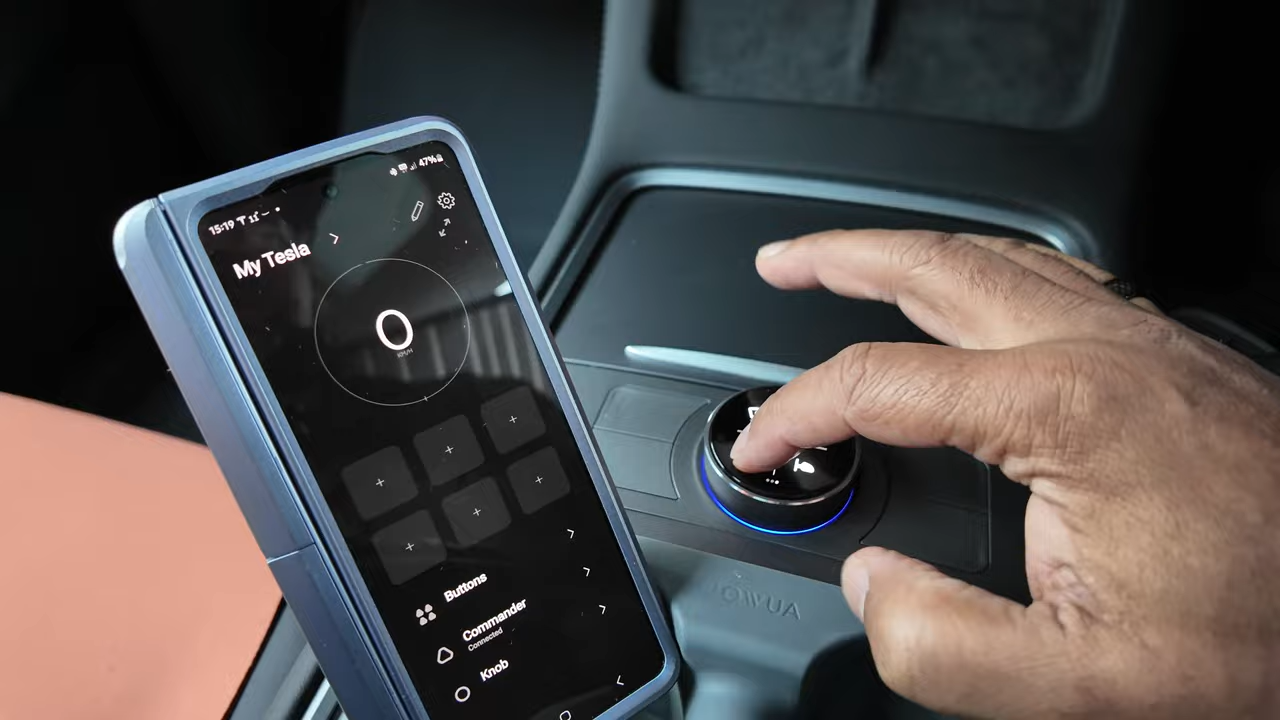 15:19
47%
My Tesla
0
KM/H
Buttons
Commander
Connected
Knob